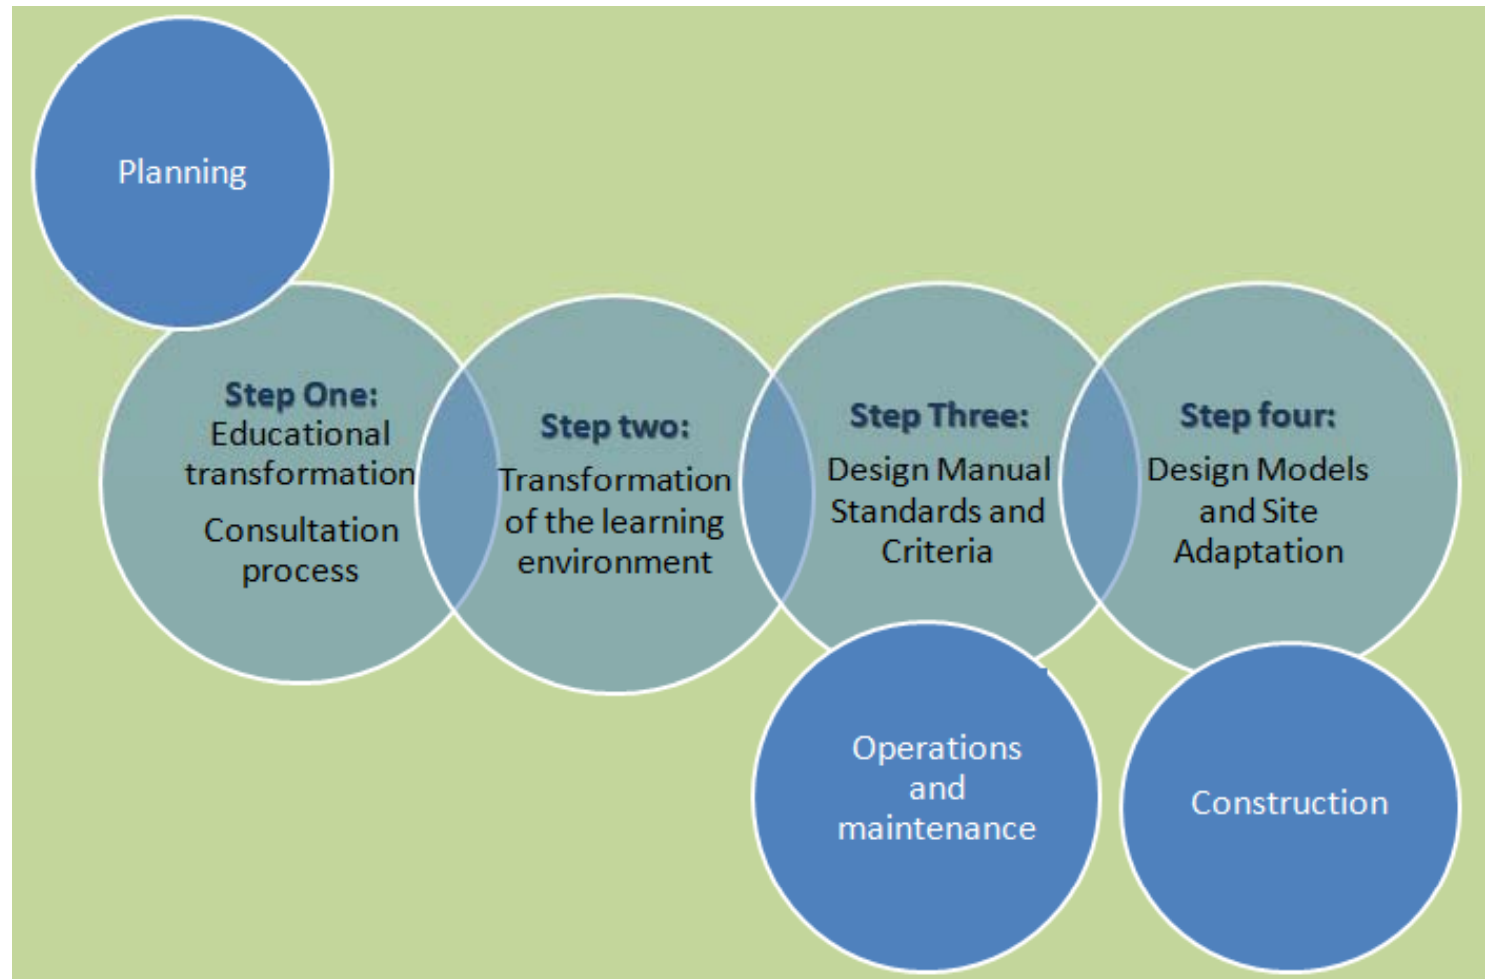 Planning
Step One:
Educational
transformation
Consultation
process
Step two:
Transformation
of the learning
environment
Step Three:
Design Manual
Standards and
Criteria
Step four:
Design Models
and Site
Adaptation
Operations
and
maintenance
Construction